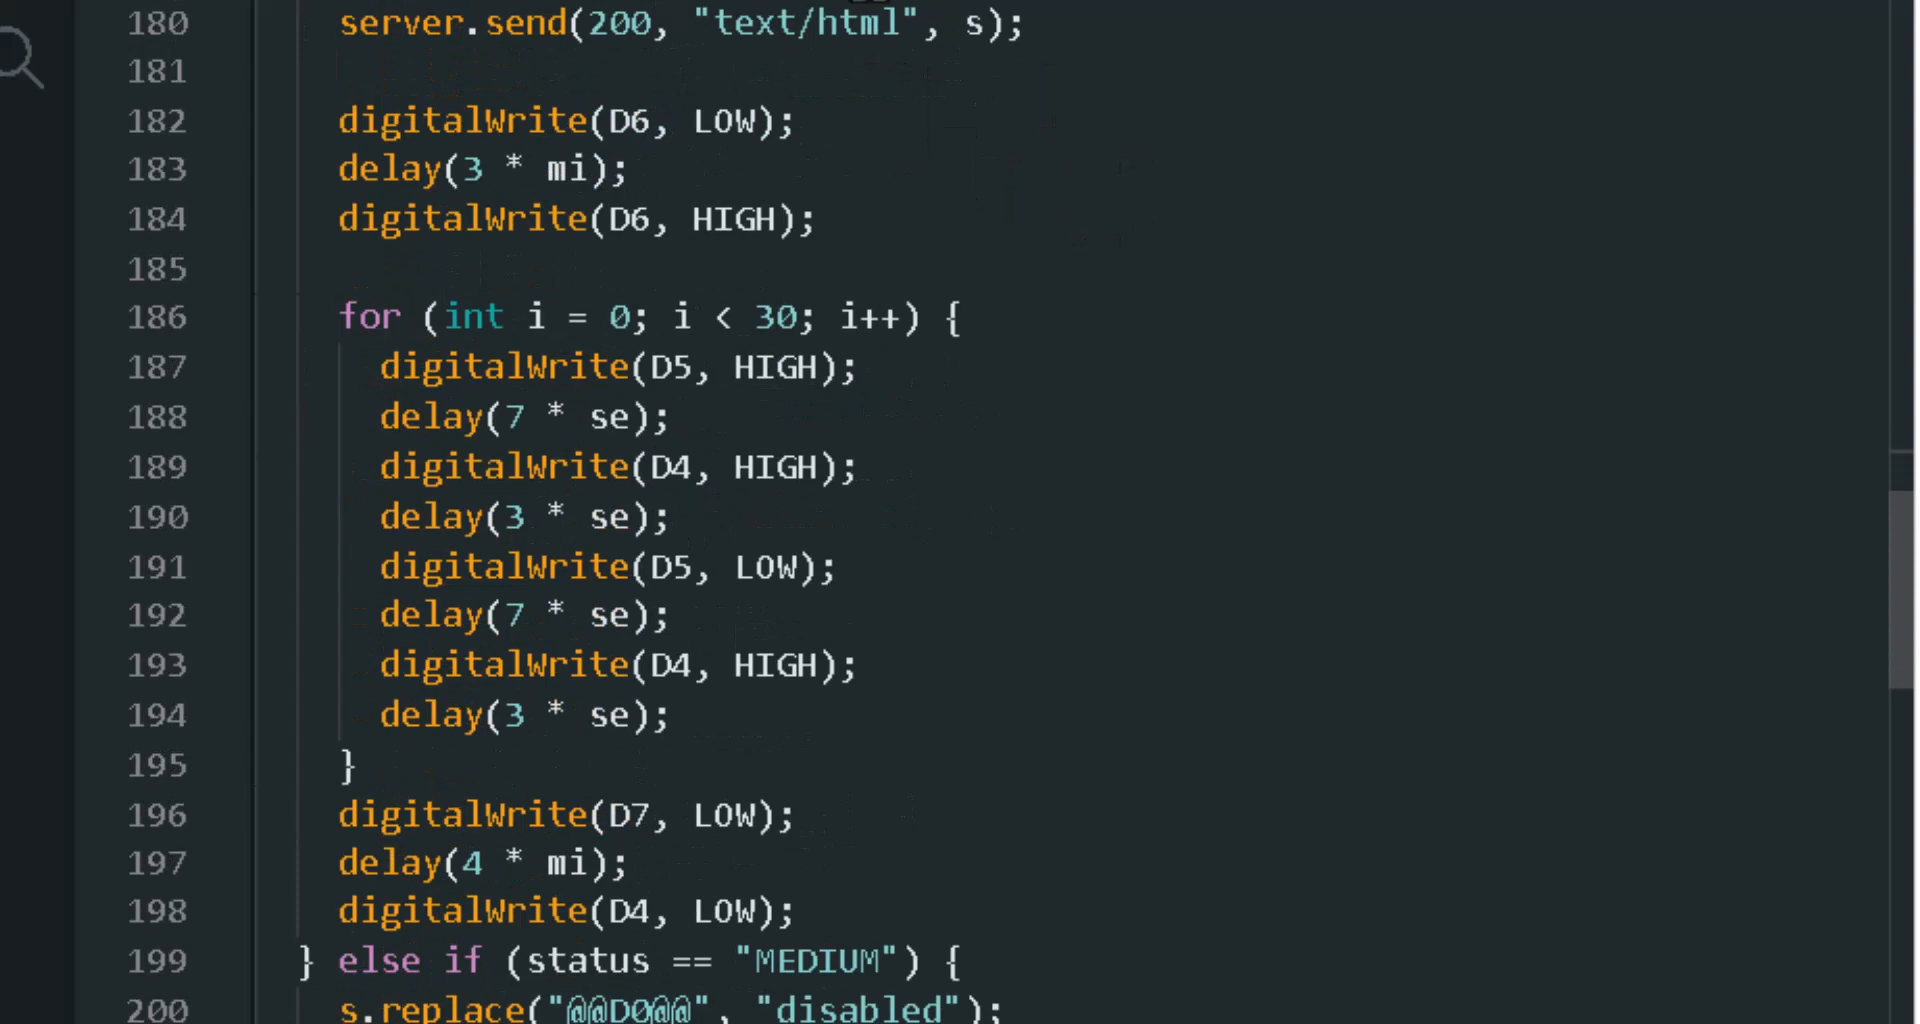 180 server.send(200, "text/html", s);
181
182 digitalWrite(D6, LOW);
183 delay(3 * mi);
184 digitalWrite(D6, HIGH);
185
186 for (int i = 0; i < 30; i++) {
187 digitalWrite(D5, HIGH);
188 delay(7 * se);
189 digitalWrite(D4, HIGH);
190 delay(3 * se);
191 digitalWrite(D5, LOW);
192 delay(7 * se);
193 digitalWrite(D4, HIGH);
194 delay(3 * se);
195 }
196 digitalWrite(D7, LOW);
197 delay(4 * mi);
198 digitalWrite(D4, LOW);
199 } else if (status == "MEDIUM") {
200 s.replace("@@D0@@", "disabled");